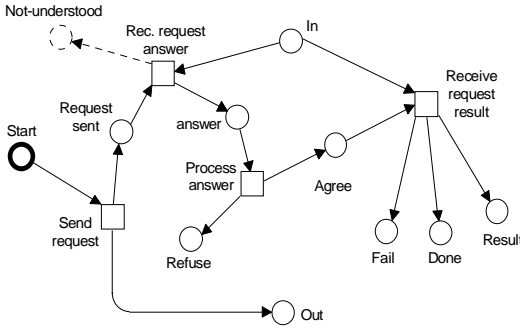 Not-understood
Rec. request
answer
In
Receive
request
result
Request
sent
answer
Start
Process
answer
Agree
Send
request
Refuse
Fail
Done
Result
Out